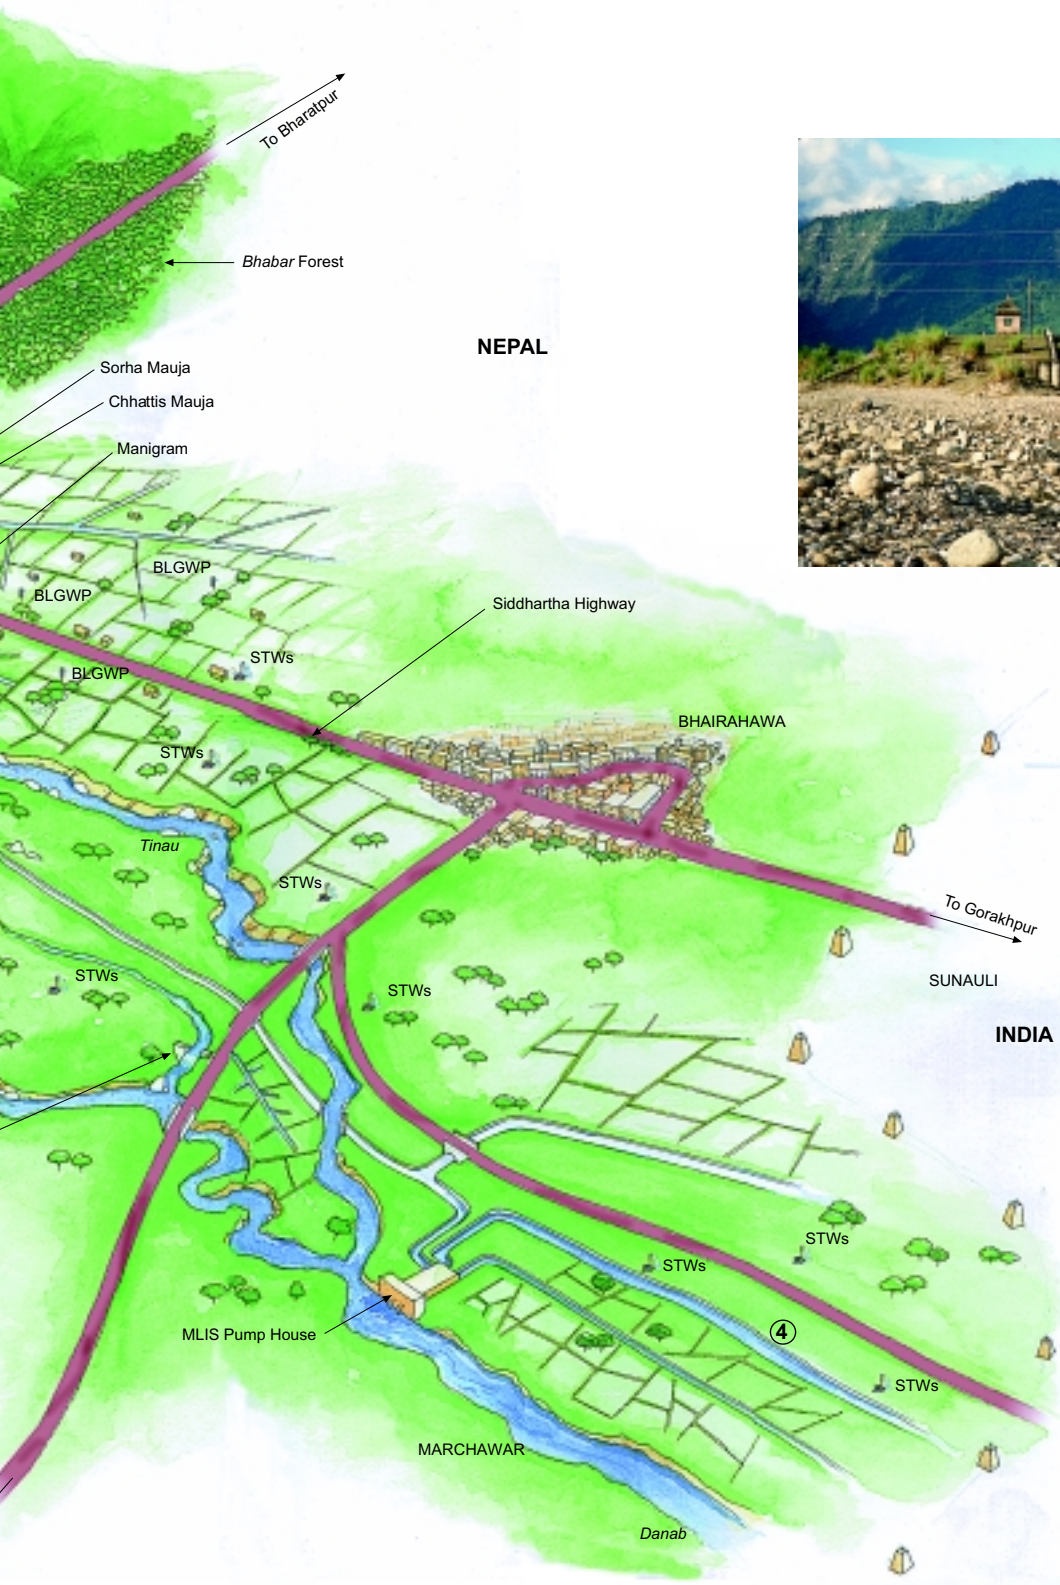 To Bharatpur
Bhabar Forest
NEPAL
Sorha Mauja
Chhattis Mauja
Manigram
BLGWP
BLGWP
Siddhartha Highway
STWs
BLGWP
BHAIRAHAWA
STWs
Tinau
STWs
To Gorakhpur
STWs
SUNAULI
STWs
INDIA
STWs
STWs
4
MLIS Pump House
STWs
MARCHAWAR
Danab